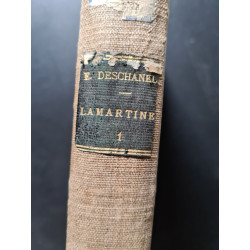 E. DESCHANEL
LAMARTINE
1